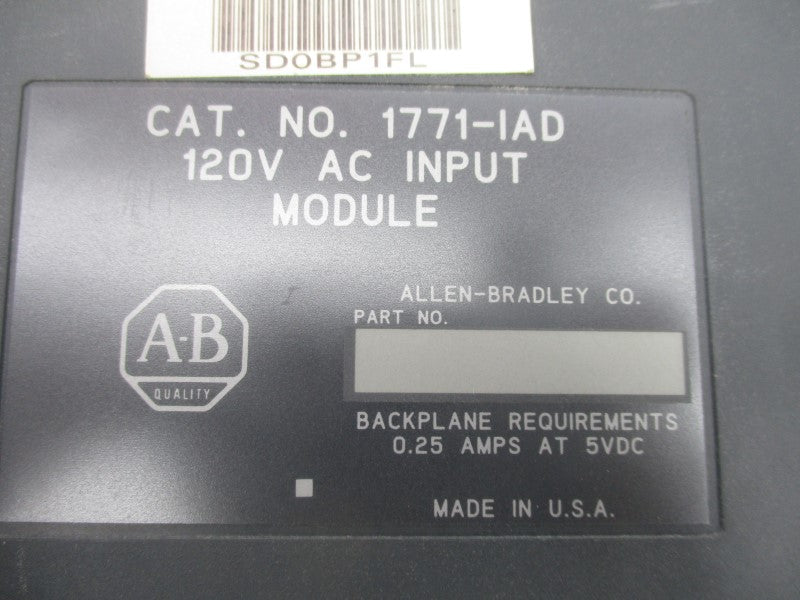 SD0BP1FL
CAT. NO. 1771-IAD
120V AC INPUT
MODULE
ALLEN-BRADLEY CO.
PART NO.
A-B
QUALITY
BACKPLANE REQUIREMENTS
0.25 AMPS AT 5VDC
MADE IN U.S.A.